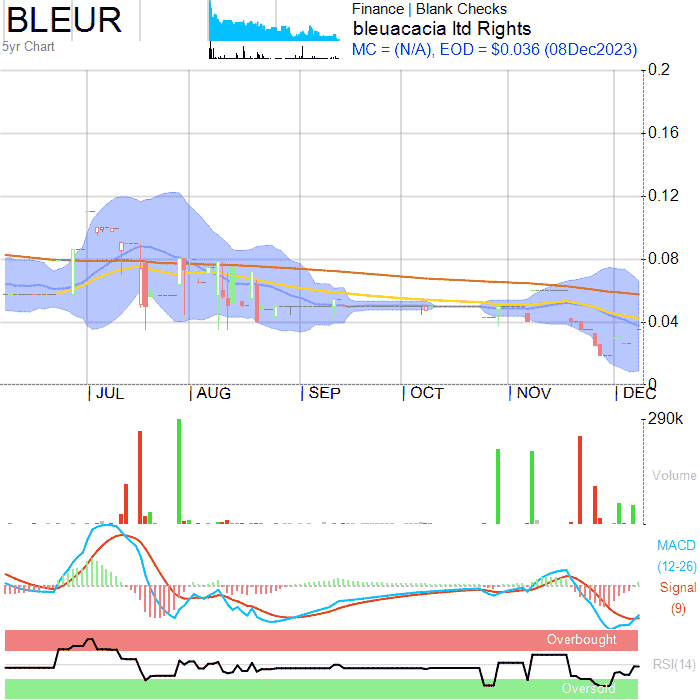 BLEUR
5yr Chart
Finance | Blank Checks
bleuacacia ltd Rights
MC = (N/A), EOD = $0.036 (08Dec2023)
0.2
0.16
0.12
0.08
0.04
0
JUL AUG SEP OCT NOV DEC
290k
Volume
MACD
(12-26)
Signal
(9)
Overbought
RSI(14)
Oversold